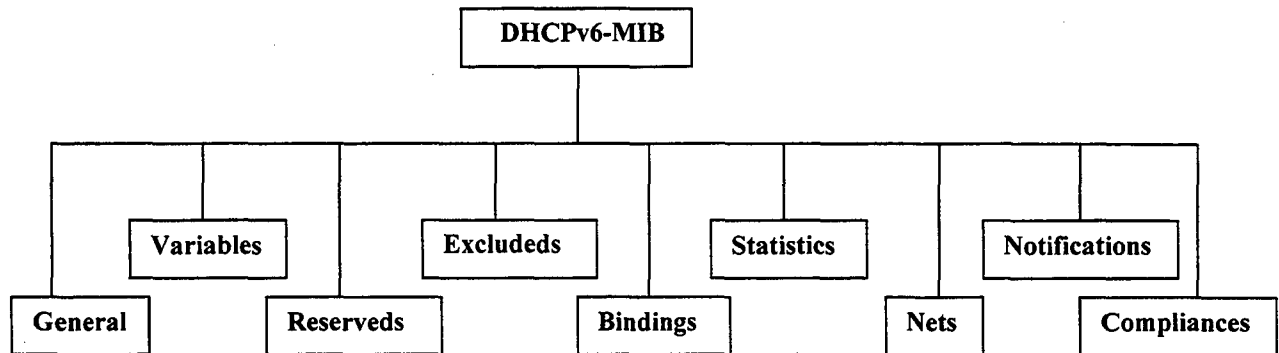 DHCPv6-MIB
Variables
Excludeds
Statistics
Notifications
General
Reserveds
Bindings
Nets
Compliances